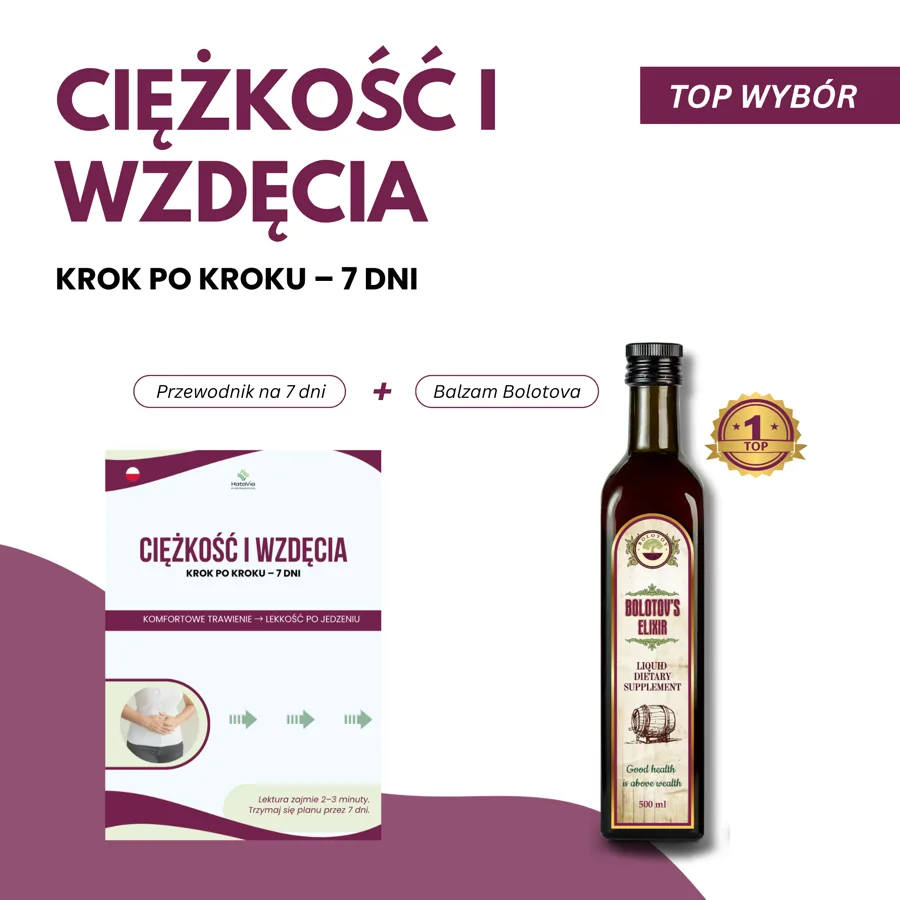 CIĘŻKOŚĆ I
WZDĘCIA
TOP WYBÓR
KROK PO KROKU – 7 DNI
Przewodnik na 7 dni
+
Balzam Bolotova
1
TOP
HataVia
CIĘŻKOŚĆ I WZDĘCIA
KROK PO KROKU – 7 DNI
KOMFORTOWE TRAWIENIE → LEKKOŚĆ PO JEDZENIU
Lektura zajmie 2–3 minuty.
Trzymaj się planu przez 7 dni.
BOLOTOV
BOLOTOV'S
ELIXIR
LIQUID
DIETARY
SUPPLEMENT
Good health
is above wealth
500 ml